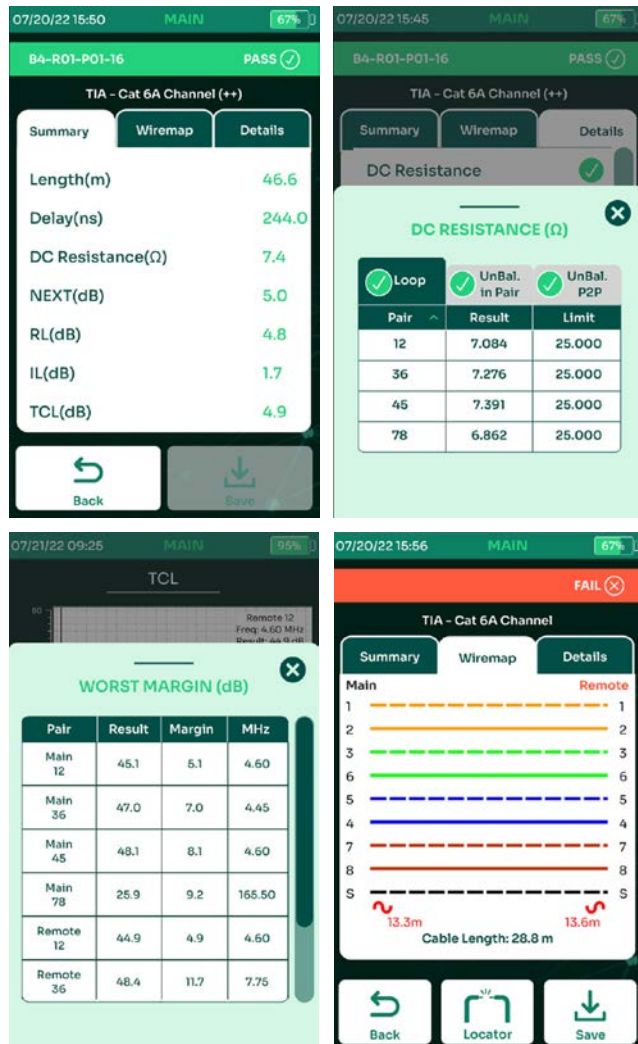 07/20/22 15:50 MAIN 67%
B4-R01-P01-16 PASS
TIA - Cat 6A Channel (++)
Summary Wiremap Details
Length(m) 46.6
Delay(ns) 244.0
DC Resistance(Ω) 7.4
NEXT(dB) 5.0
RL(dB) 4.8
IL(dB) 1.7
TCL(dB) 4.9
Back Save
07/20/22 15:45 MAIN 67%
B4-R01-P01-16 PASS
TIA - Cat 6A Channel (++)
Summary Wiremap Details
DC Resistance
DC RESISTANCE (Ω)
Loop UnBal. in Pair UnBal. P2P
Pair Result Limit
12 7.084 25.000
36 7.276 25.000
45 7.391 25.000
78 6.862 25.000
07/21/22 09:25 MAIN 95%
TCL
Remote 12
Freq: 4.60 MHz
Result: 44.9 dB
WORST MARGIN (dB)
Pair Result Margin MHz
Main 12 45.1 5.1 4.60
Main 36 47.0 7.0 4.45
Main 45 48.1 8.1 4.60
Main 78 25.9 9.2 165.50
Remote 12 44.9 4.9 4.60
Remote 36 48.4 11.7 7.75
07/20/22 15:56 MAIN 67%
FAIL
TIA - Cat 6A Channel
Summary Wiremap Details
Main Remote
1 1
2 2
3 3
6 6
5 5
4 4
7 7
8 8
S S
13.3m 13.6m
Cable Length: 28.8 m
Back Locator Save